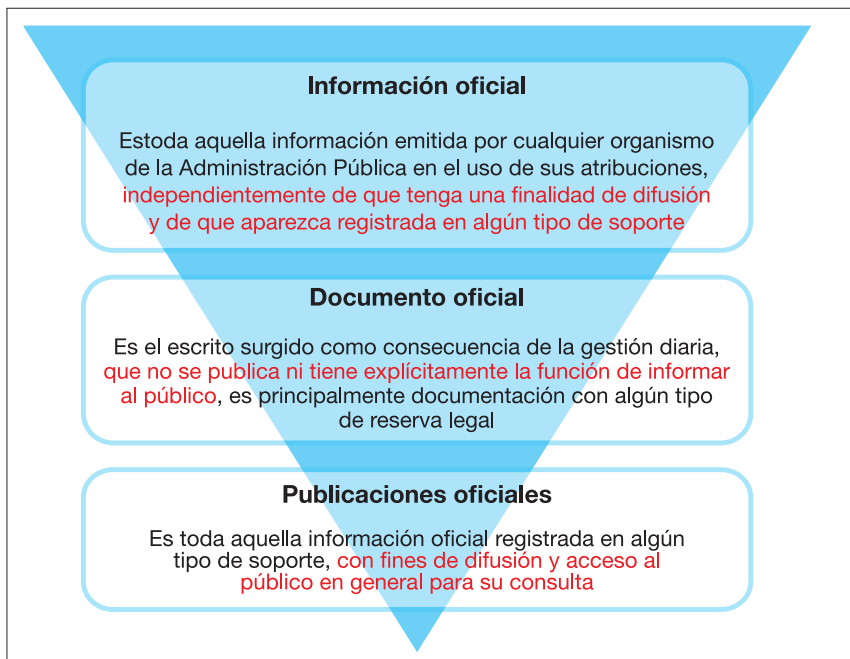 Información oficial
Estoda aquella información emitida por cualquier organismo
de la Administración Pública en el uso de sus atribuciones,
independientemente de que tenga una finalidad de difusión
y de que aparezca registrada en algún tipo de soporte
Documento oficial
Es el escrito surgido como consecuencia de la gestión diaria,
que no se publica ni tiene explícitamente la función de informar
al público, es principalmente documentación con algún tipo
de reserva legal
Publicaciones oficiales
Es toda aquella información oficial registrada en algún
tipo de soporte, con fines de difusión y acceso al
público en general para su consulta